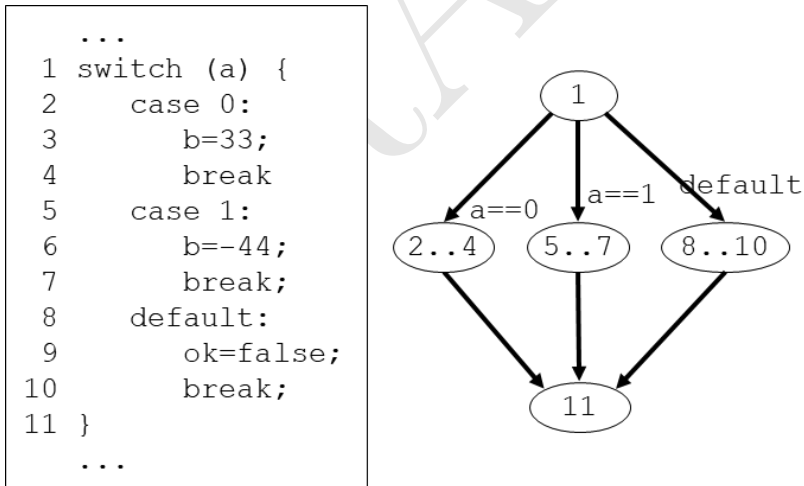 ...
1 switch (a) {
2 case 0:
3 b=33;
4 break
5 case 1:
6 b=-44;
7 break;
8 default:
9 ok=false;
10 break;
11 }
...
1
a==0
a==1
default
2..4
5..7
8..10
11